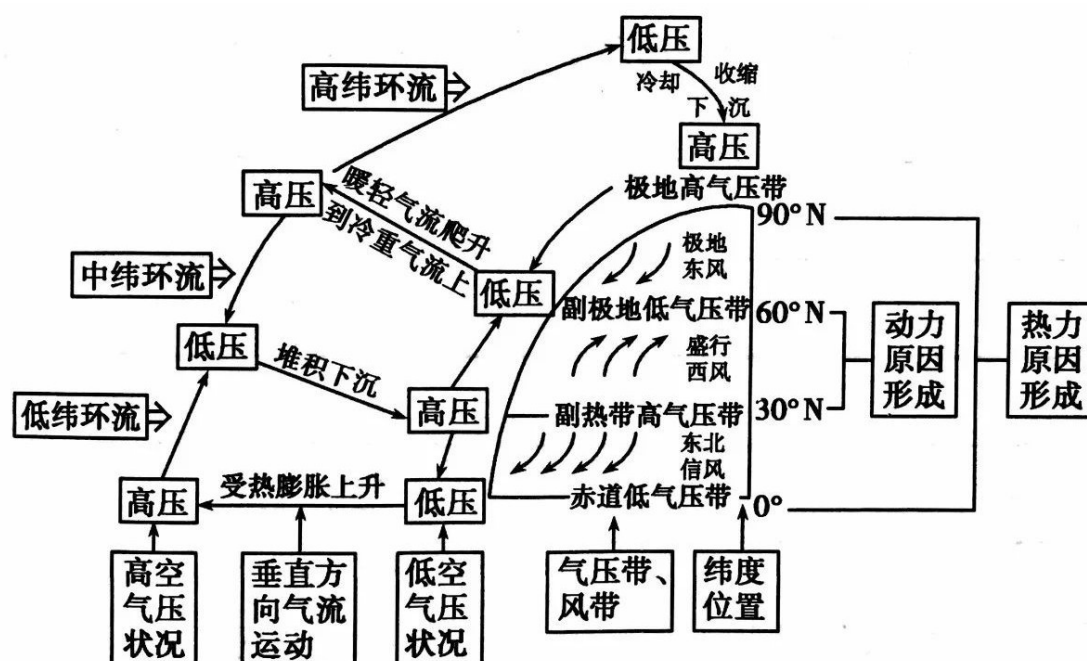 低压
高纬环流
冷却
收缩
下沉
高压
极地高气压带
高压
暖轻气流爬升
到冷重气流上
90°N
极地
东风
中纬环流
低压
副极地低气压带
60°N
动力
原因
形成
热力
原因
形成
低压
堆积下沉
盛行
西风
低纬环流
高压
副热带高气压带
30°N
东北
信风
高压
受热膨胀上升
低压
赤道低气压带
0°
高空
气压
状况
垂直方
向气流
运动
低空
气压
状况
气压带、
风带
纬度
位置